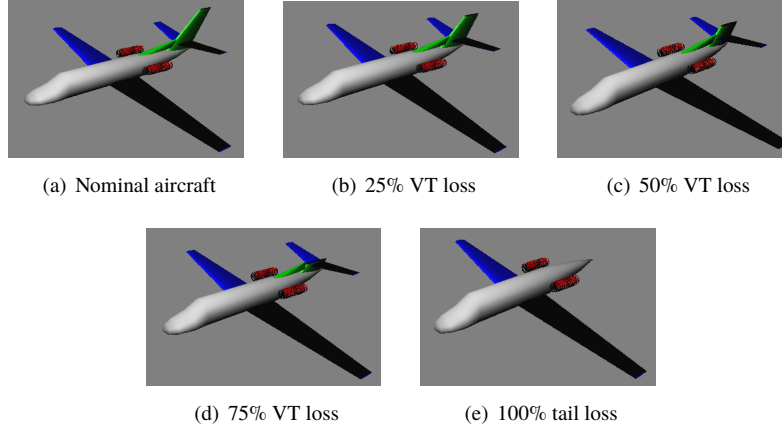 (a) Nominal aircraft
(b) 25% VT loss
(c) 50% VT loss
(d) 75% VT loss
(e) 100% tail loss